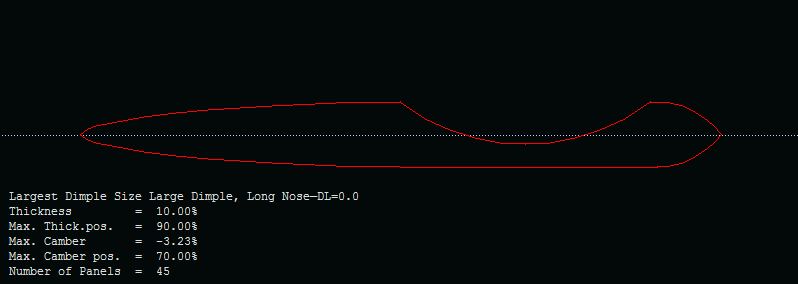 Largest Dimple Size Large Dimple, Long Nose—DL=0.0
Thickness = 10.00%
Max. Thick.pos. = 90.00%
Max. Camber = -3.23%
Max. Camber pos. = 70.00%
Number of Panels = 45